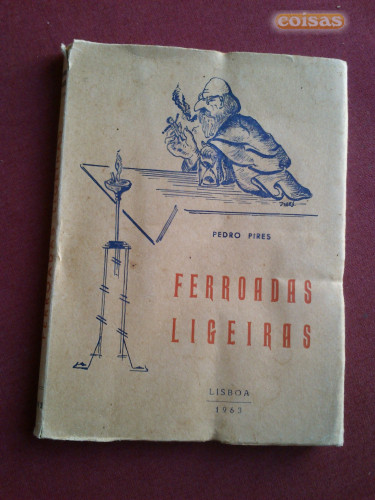 coisas
PEDRO PIRES
FERROADAS
LIGEIRAS
LISBOA
1963